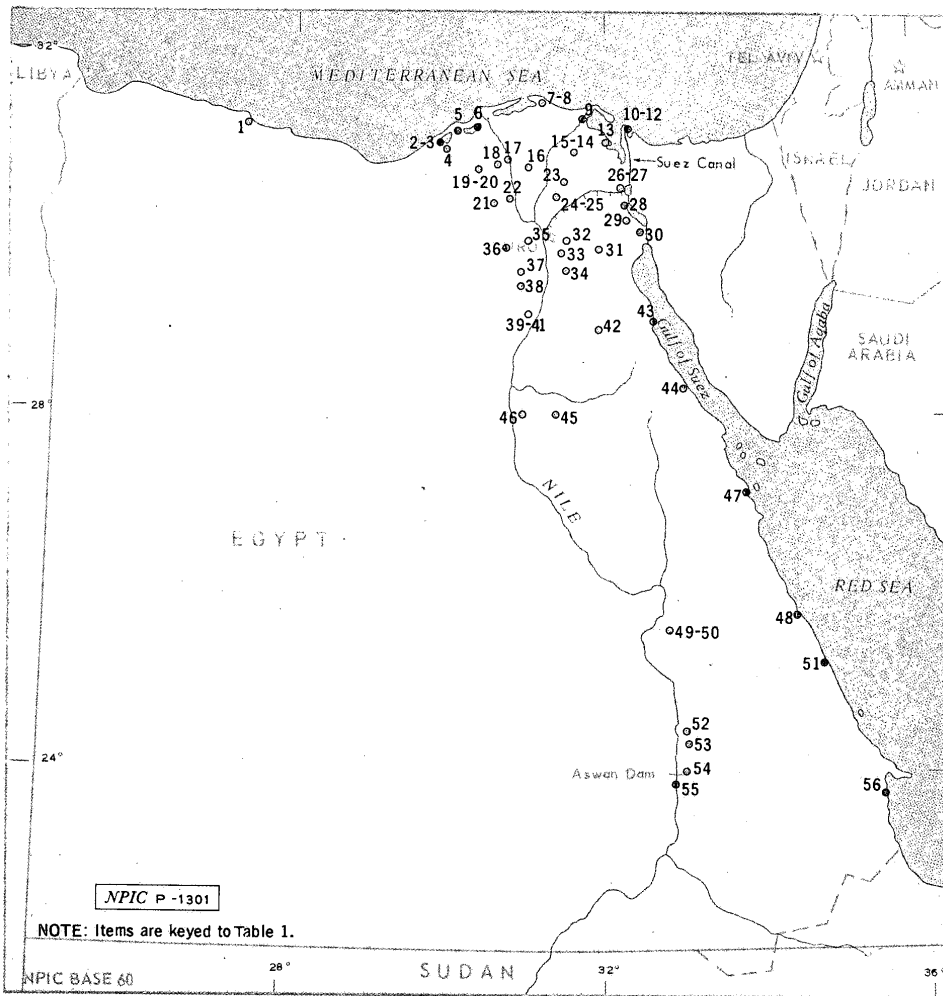 32°
LIBYA
MEDITERRANEAN SEA
TEL AVIV
AMMAN
7-8
5
6
9
10-12
1
2-3
4
13
15-14
18
17
16
Suez Canal
ISRAEL
JORDAN
19-20
23
26-27
21
22
24-25
28
29
30
35
32
36
31
33
37
34
38
39-41
42
43
Gulf of Suez
Gulf of Aqaba
SAUDI
ARABIA
28°
44
46
45
47
NILE
EGYPT
RED SEA
48
49-50
51
52
53
24°
Aswan Dam
54
55
56
NPIC P-1301
NOTE: Items are keyed to Table 1.
NPIC BASE 60
28°
SUDAN
32°
36°